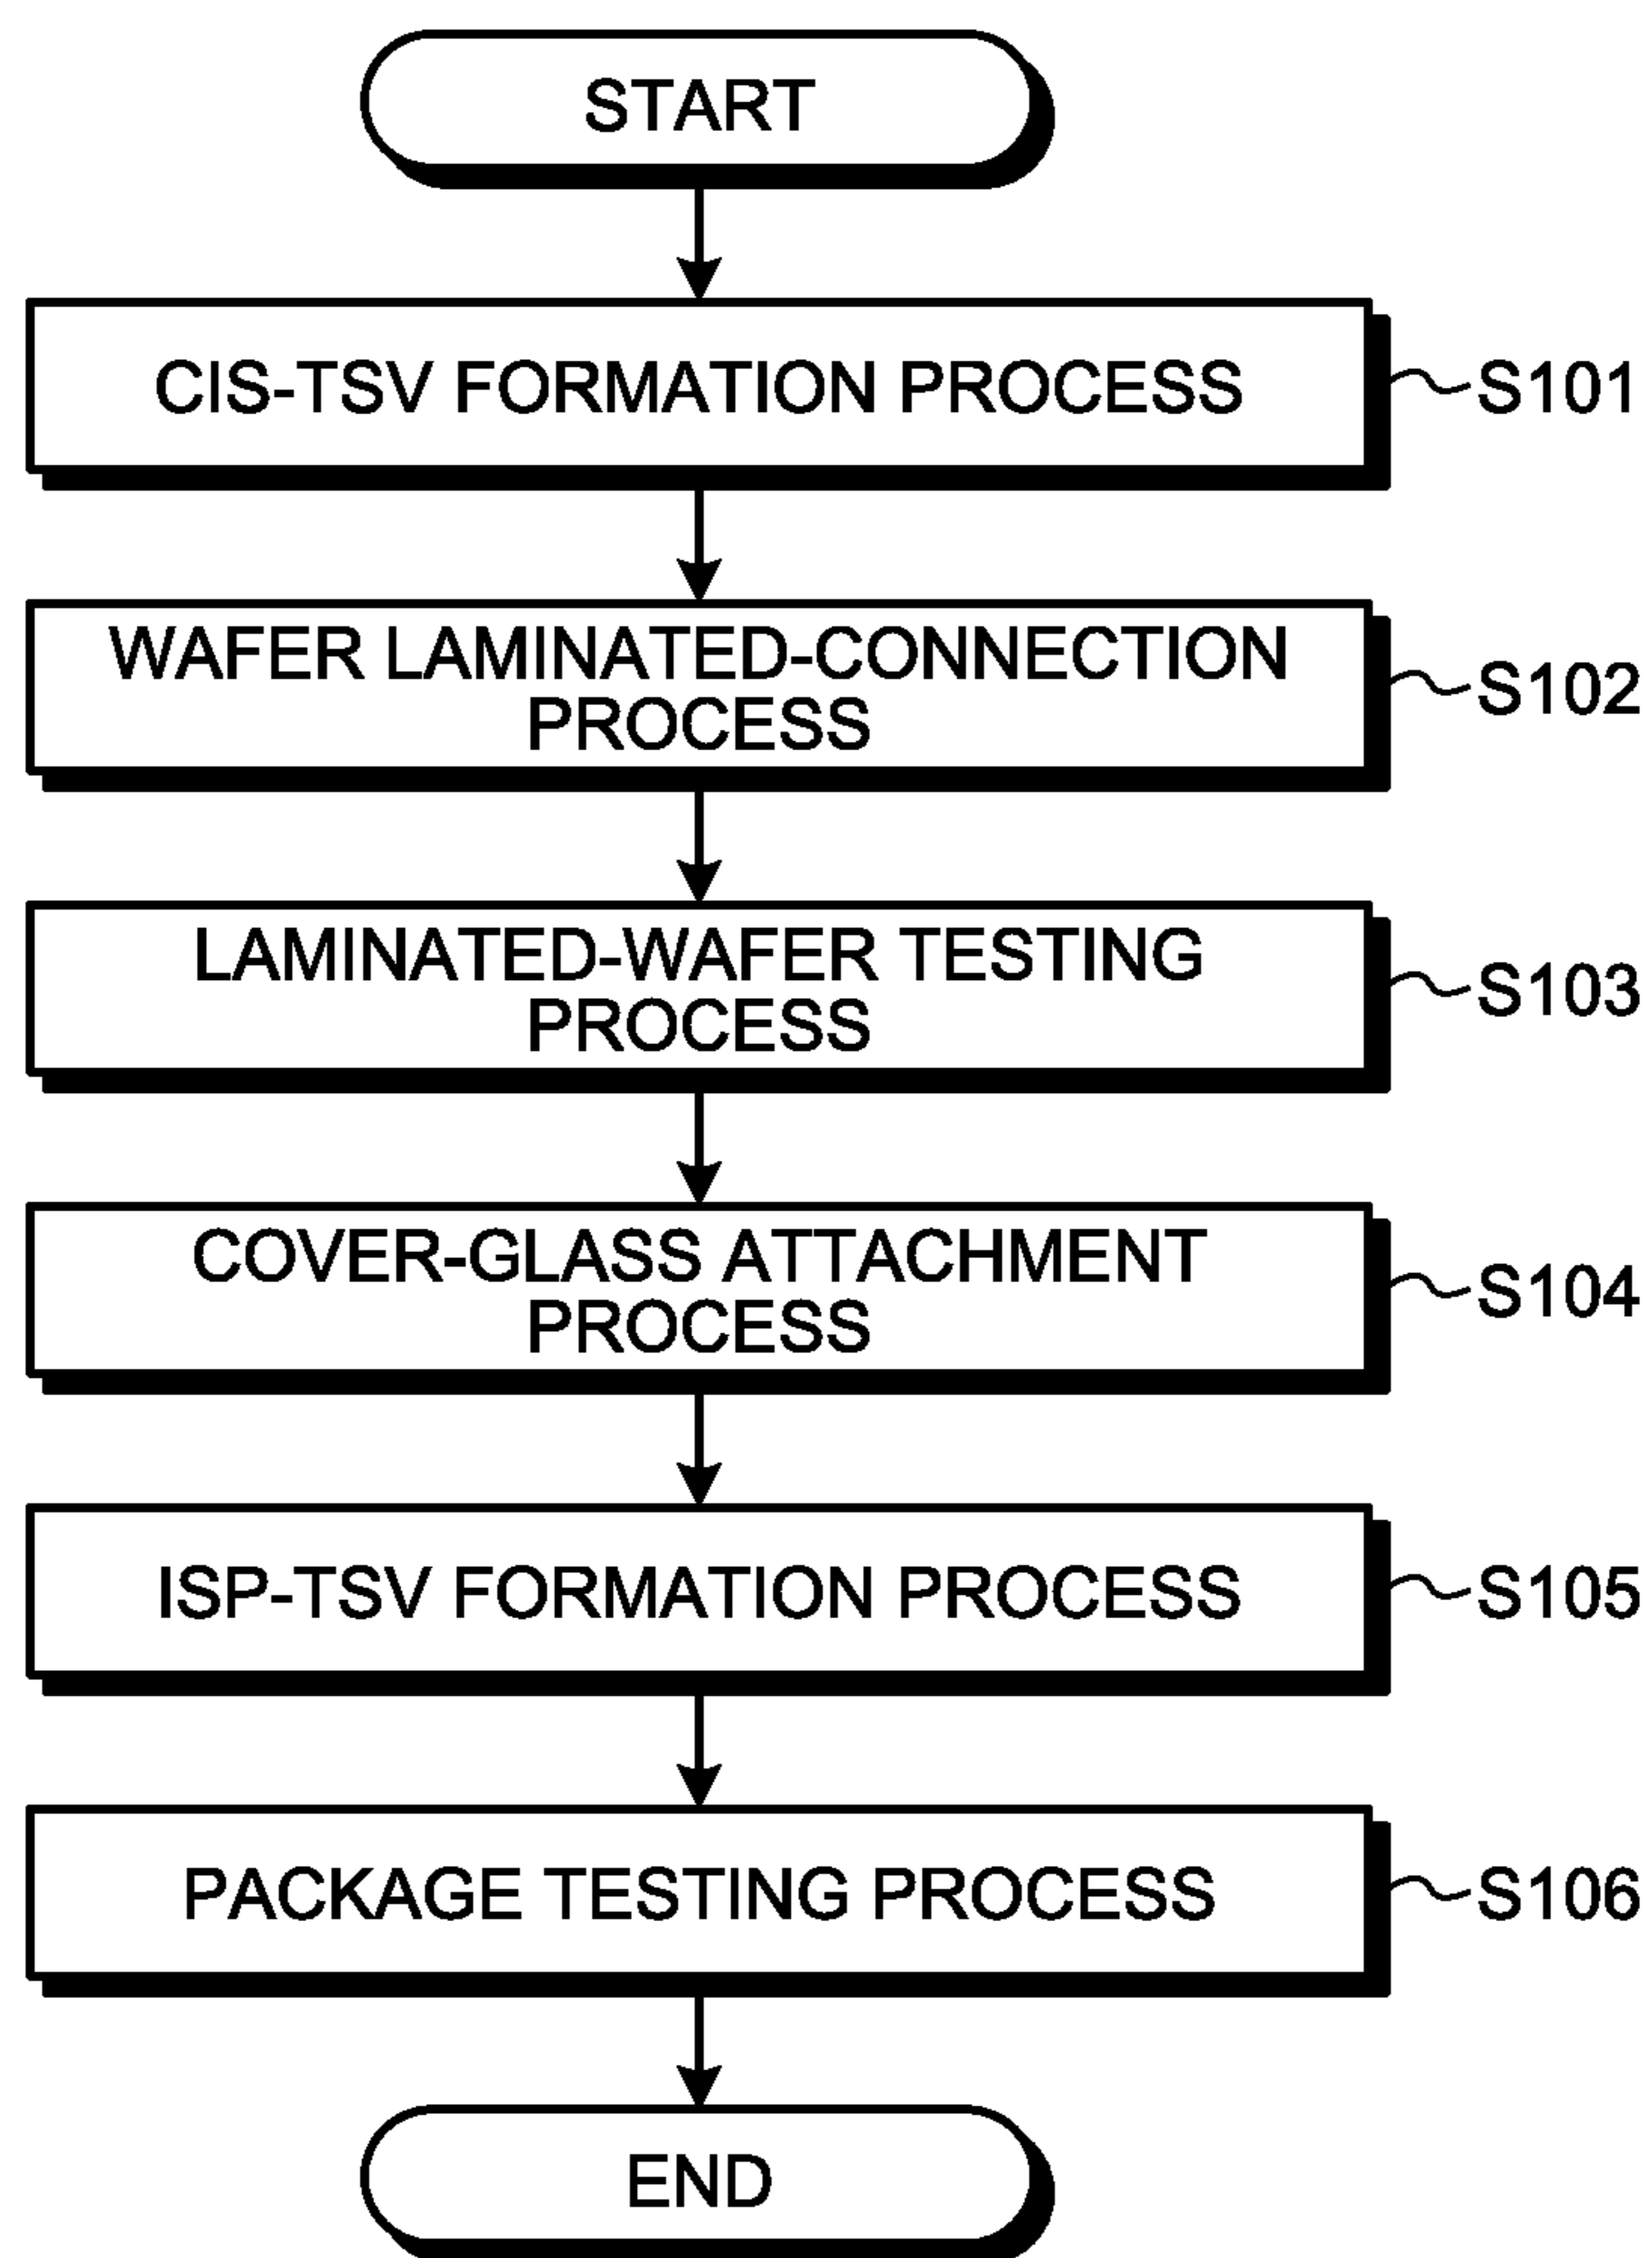 START
CIS-TSV FORMATION PROCESS
S101
WAFER LAMINATED-CONNECTION
PROCESS
S102
LAMINATED-WAFER TESTING
PROCESS
S103
COVER-GLASS ATTACHMENT
PROCESS
S104
ISP-TSV FORMATION PROCESS
S105
PACKAGE TESTING PROCESS
S106
END